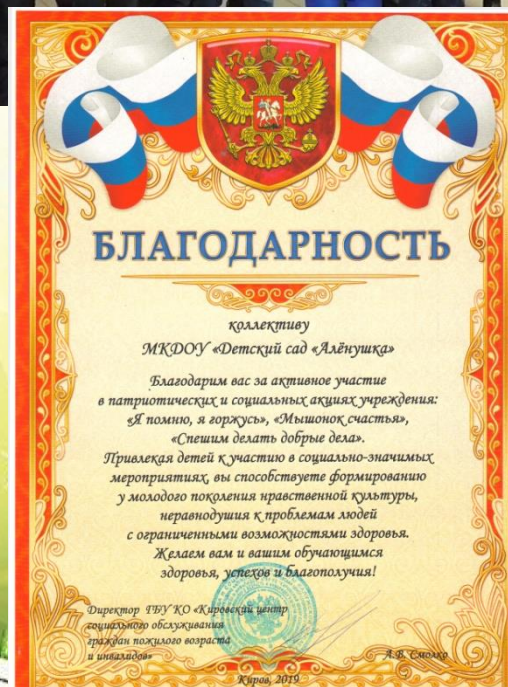 БЛАГОДАРНОСТЬ
коллективу
МКДОУ «Детский сад «Алёнушка»
Благодарим вас за активное участие
в патриотических и социальных акциях учреждения:
«Я помню, я горжусь», «Мышонок счастья»,
«Спешим делать добрые дела».
Привлекая детей к участию в социально-значимых
мероприятиях, вы способствуете формированию
у молодого поколения нравственной культуры,
неравнодушия к проблемам людей
с ограниченными возможностями здоровья.
Желаем вам и вашим обучающимся
здоровья, успехов и благополучия!
Директор ГБУ КО «Кировский центр
социального обслуживания
граждан пожилого возраста
и инвалидов»
А.В. Смолко
Киров, 2019